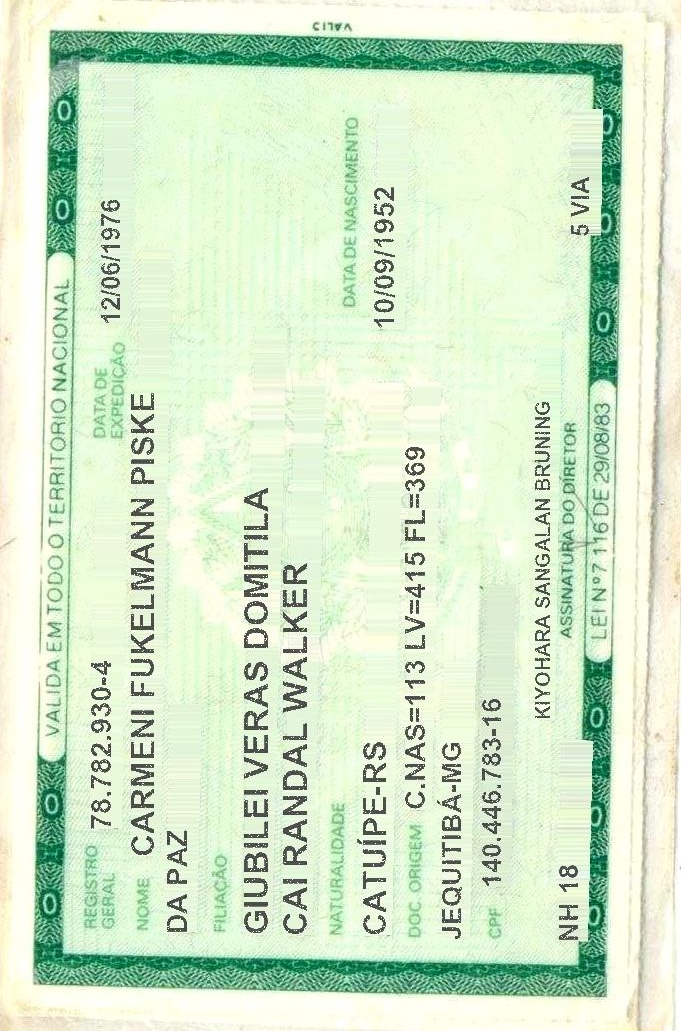 VALIDA EM TODO O TERRITORIO NACIONAL
REGISTRO GERAL 78.782.930-4 DATA DE EXPEDIÇÃO 12/06/1976
NOME CARMENI FUKELMANN PISKE
DA PAZ
FILIAÇÃO
GIUBILEI VERAS DOMITILA
CAI RANDAL WALKER
NATURALIDADE DATA DE NASCIMENTO
CATUÍPE-RS 10/09/1952
DOC. ORIGEM C.NAS=113 LV=415 FL=369
JEQUITIBÁ-MG
CPF 140.446.783-16
KIYOHARA SANGALAN BRUNING
NH 18 ASSINATURA DO DIRETOR 5 VIA
LEI Nº 7 116 DE 29/08/83